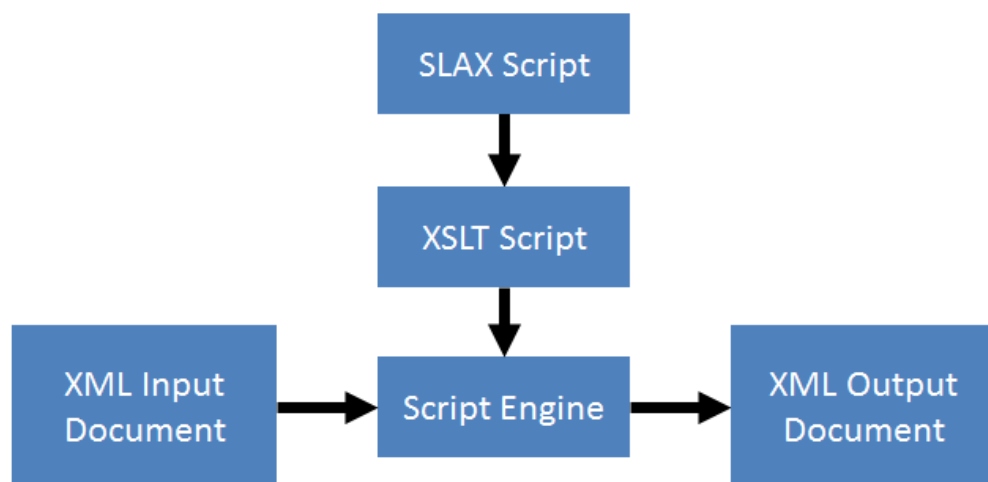 SLAX Script
XSLT Script
XML Input
Document
Script Engine
XML Output
Document